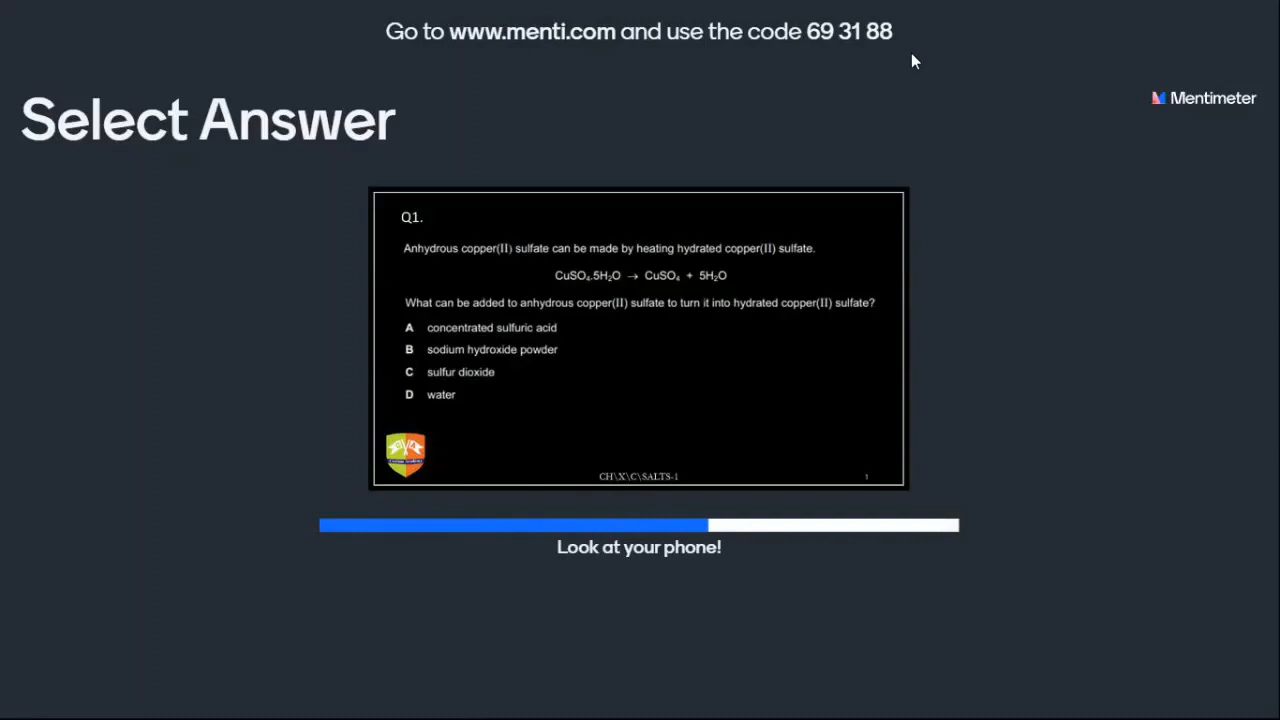 Go to www.menti.com and use the code 69 31 88
Mentimeter
Select Answer
Q1.
Anhydrous copper(II) sulfate can be made by heating hydrated copper(II) sulfate.
CuSO₄.5H₂O → CuSO₄ + 5H₂O
What can be added to anhydrous copper(II) sulfate to turn it into hydrated copper(II) sulfate?
A concentrated sulfuric acid
B sodium hydroxide powder
C sulfur dioxide
D water
CH\X\C\SALTS-1
1
Look at your phone!